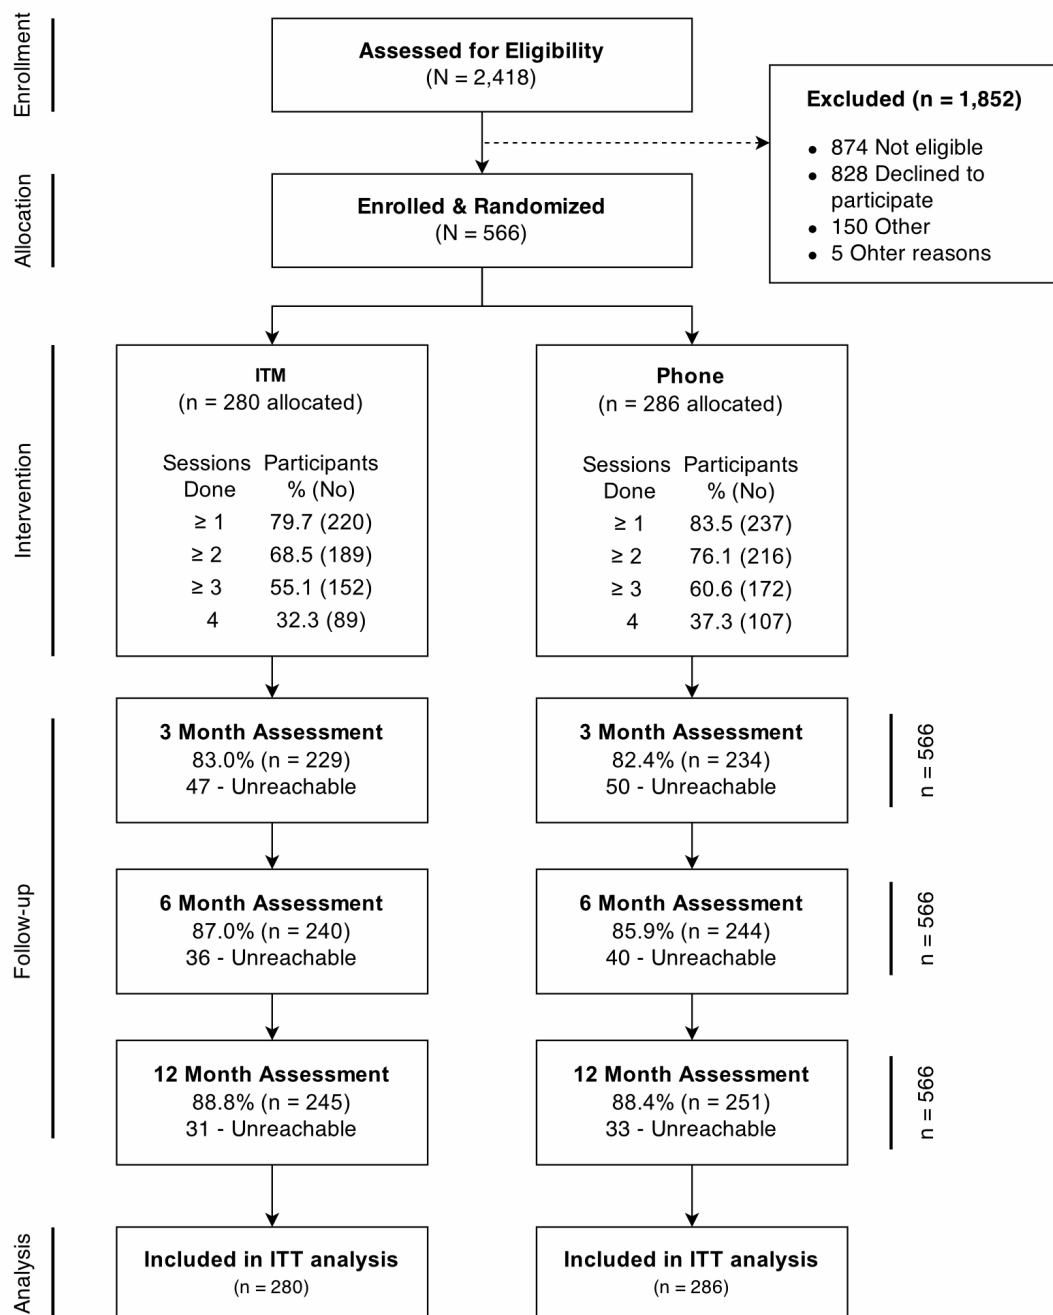 Enrollment
Assessed for Eligibility
(N = 2,418)
Excluded (n = 1,852)
● 874 Not eligible
● 828 Declined to
participate
● 150 Other
● 5 Ohter reasons
Allocation
Enrolled & Randomized
(N = 566)
Intervention
ITM
(n = 280 allocated)
Sessions Participants
Done % (No)
≥ 1 79.7 (220)
≥ 2 68.5 (189)
≥ 3 55.1 (152)
4 32.3 (89)
Phone
(n = 286 allocated)
Sessions Participants
Done % (No)
≥ 1 83.5 (237)
≥ 2 76.1 (216)
≥ 3 60.6 (172)
4 37.3 (107)
Follow-up
3 Month Assessment
83.0% (n = 229)
47 - Unreachable
3 Month Assessment
82.4% (n = 234)
50 - Unreachable
n = 566
6 Month Assessment
87.0% (n = 240)
36 - Unreachable
6 Month Assessment
85.9% (n = 244)
40 - Unreachable
n = 566
12 Month Assessment
88.8% (n = 245)
31 - Unreachable
12 Month Assessment
88.4% (n = 251)
33 - Unreachable
n = 566
Analysis
Included in ITT analysis
(n = 280)
Included in ITT analysis
(n = 286)